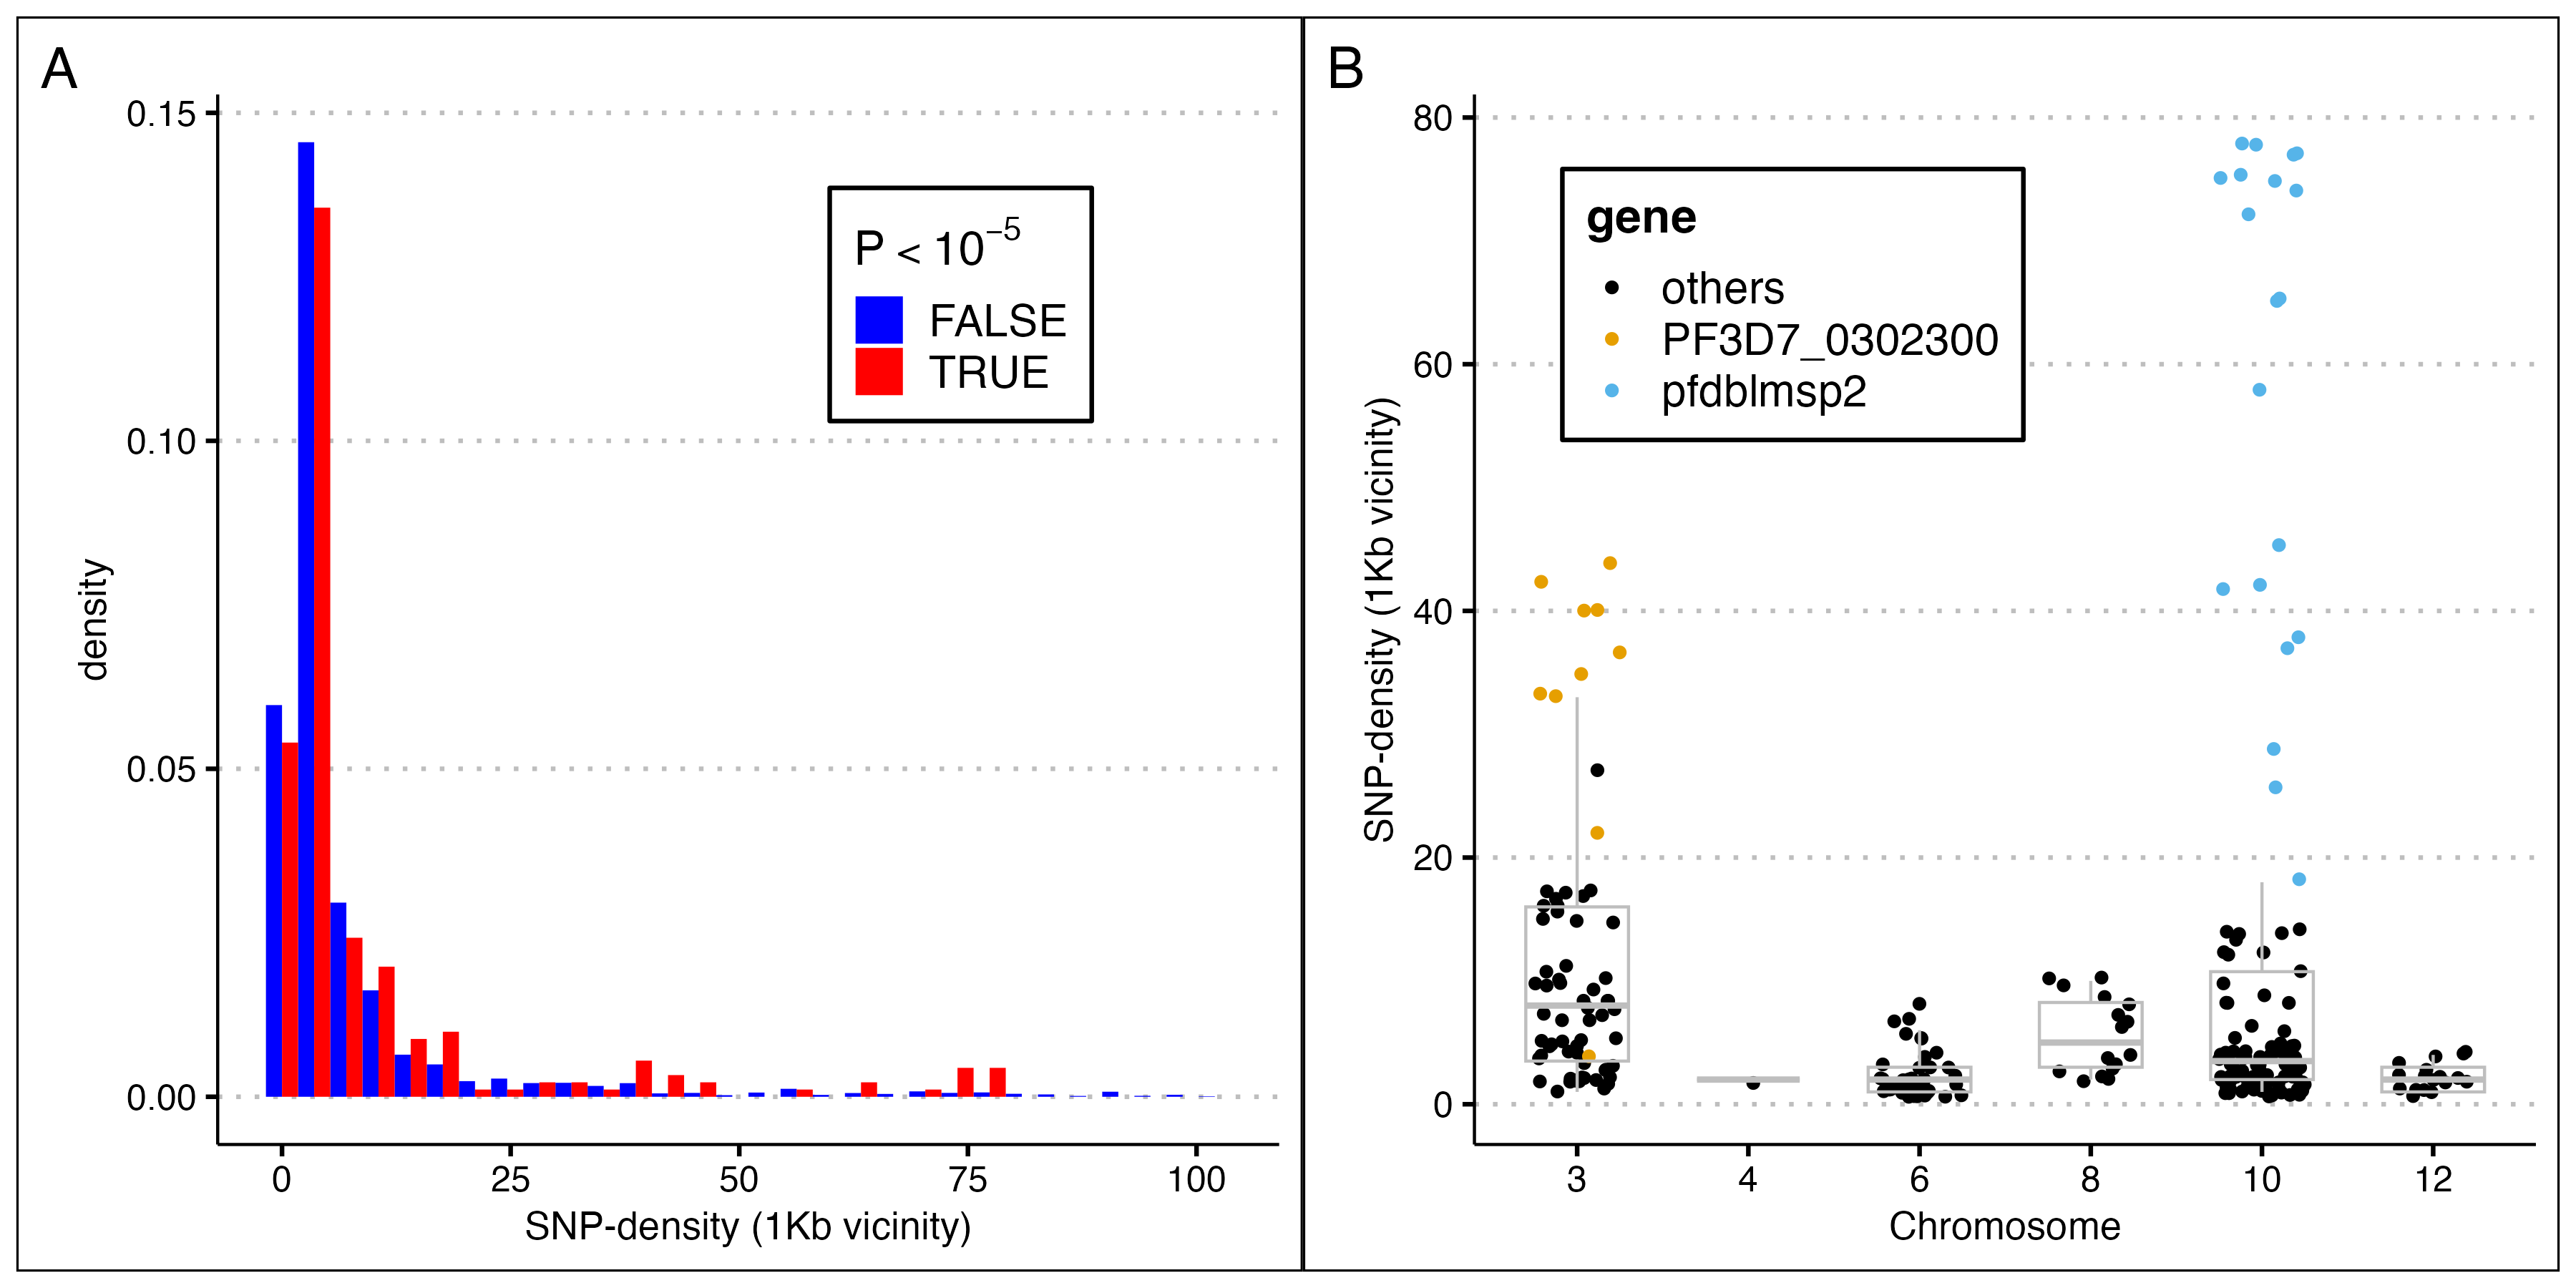 A
0.15
0.10
0.05
0.00
density
P < 10⁻⁵
FALSE
TRUE
0 25 50 75 100
SNP-density (1Kb vicinity)
B
80
60
40
20
0
SNP-density (1Kb vicinity)
gene
others
PF3D7_0302300
pfdblmsp2
3 4 6 8 10 12
Chromosome